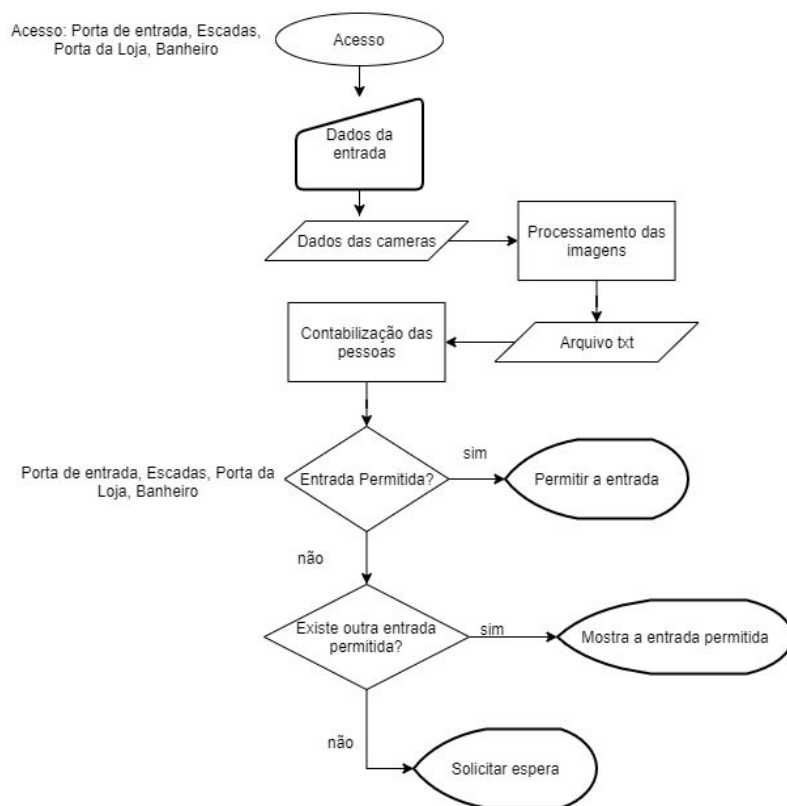 Acesso: Porta de entrada, Escadas,
Porta da Loja, Banheiro
Acesso
Dados da
entrada
Dados das cameras
Processamento das
imagens
Arquivo txt
Contabilização das
pessoas
Porta de entrada, Escadas, Porta da
Loja, Banheiro
Entrada Permitida?
sim
Permitir a entrada
não
Existe outra entrada
permitida?
sim
Mostra a entrada permitida
não
Solicitar espera